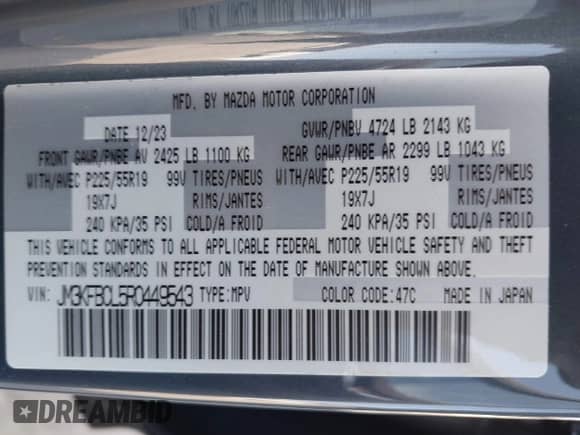 MFD. BY MAZDA MOTOR CORPORATION
DATE 12/23 GVWR/PNBV 4724 LB 2143 KG
FRONT GAWR/PNBE AV 2425 LB 1100 KG REAR GAWR/PNBE AR 2299 LB 1043 KG
WITH/AVEC P225/55R19 99V TIRES/PNEUS WITH/AVEC P225/55R19 99V TIRES/PNEUS
19X7J RIMS/JANTES 19X7J RIMS/JANTES
240 KPA/35 PSI COLD/A FROID 240 KPA/35 PSI COLD/A FROID
THIS VEHICLE CONFORMS TO ALL APPLICABLE FEDERAL MOTOR VEHICLE SAFETY AND THEFT
PREVENTION STANDARDS IN EFFECT ON THE DATE OF MANUFACTURE SHOWN ABOVE.
VIN: JM3KFBCL5R0449543 TYPE:MPV COLOR CODE:47C MADE IN JAPAN
DREAMBID